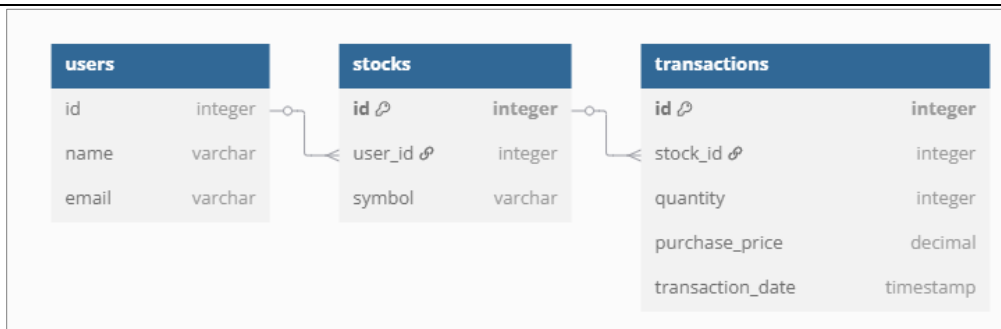 users
id integer
name varchar
email varchar
stocks
id integer
user_id integer
symbol varchar
transactions
id integer
stock_id integer
quantity integer
purchase_price decimal
transaction_date timestamp